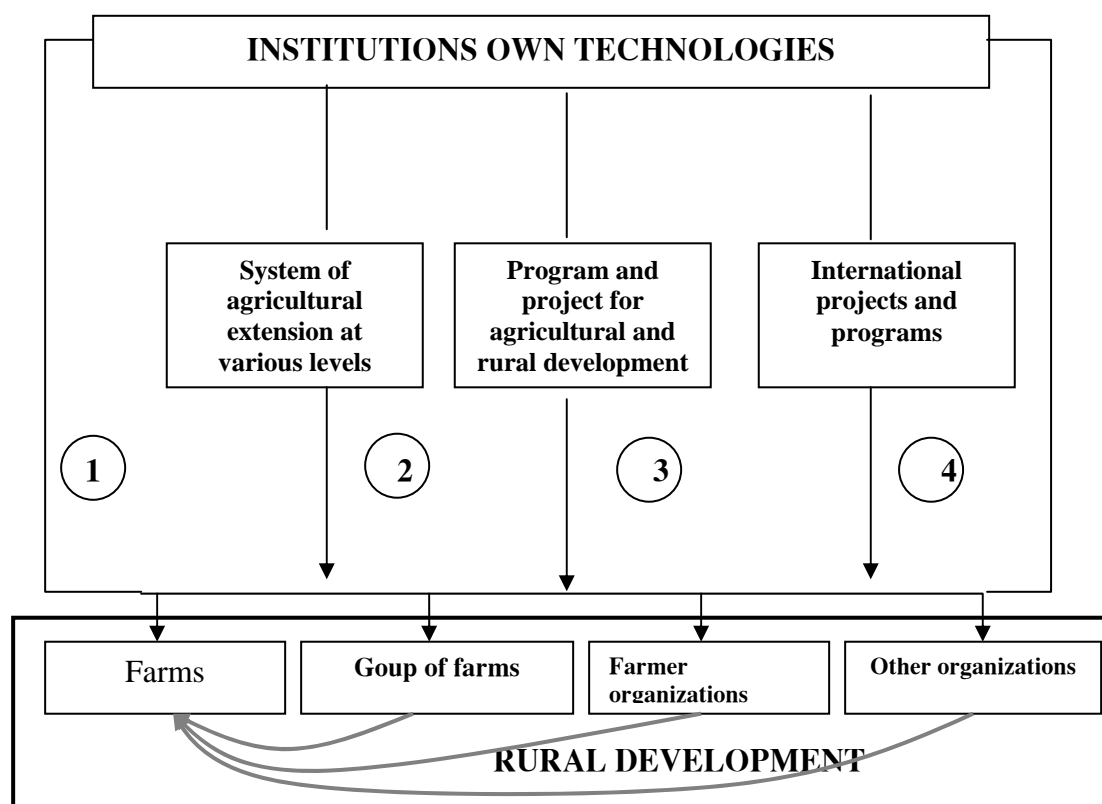 INSTITUTIONS OWN TECHNOLOGIES
System of
agricultural
extension at
various levels
Program and
project for
agricultural and
rural development
International
projects and
programs
1
2
3
4
Farms
Goup of farms
Farmer
organizations
Other organizations
RURAL DEVELOPMENT